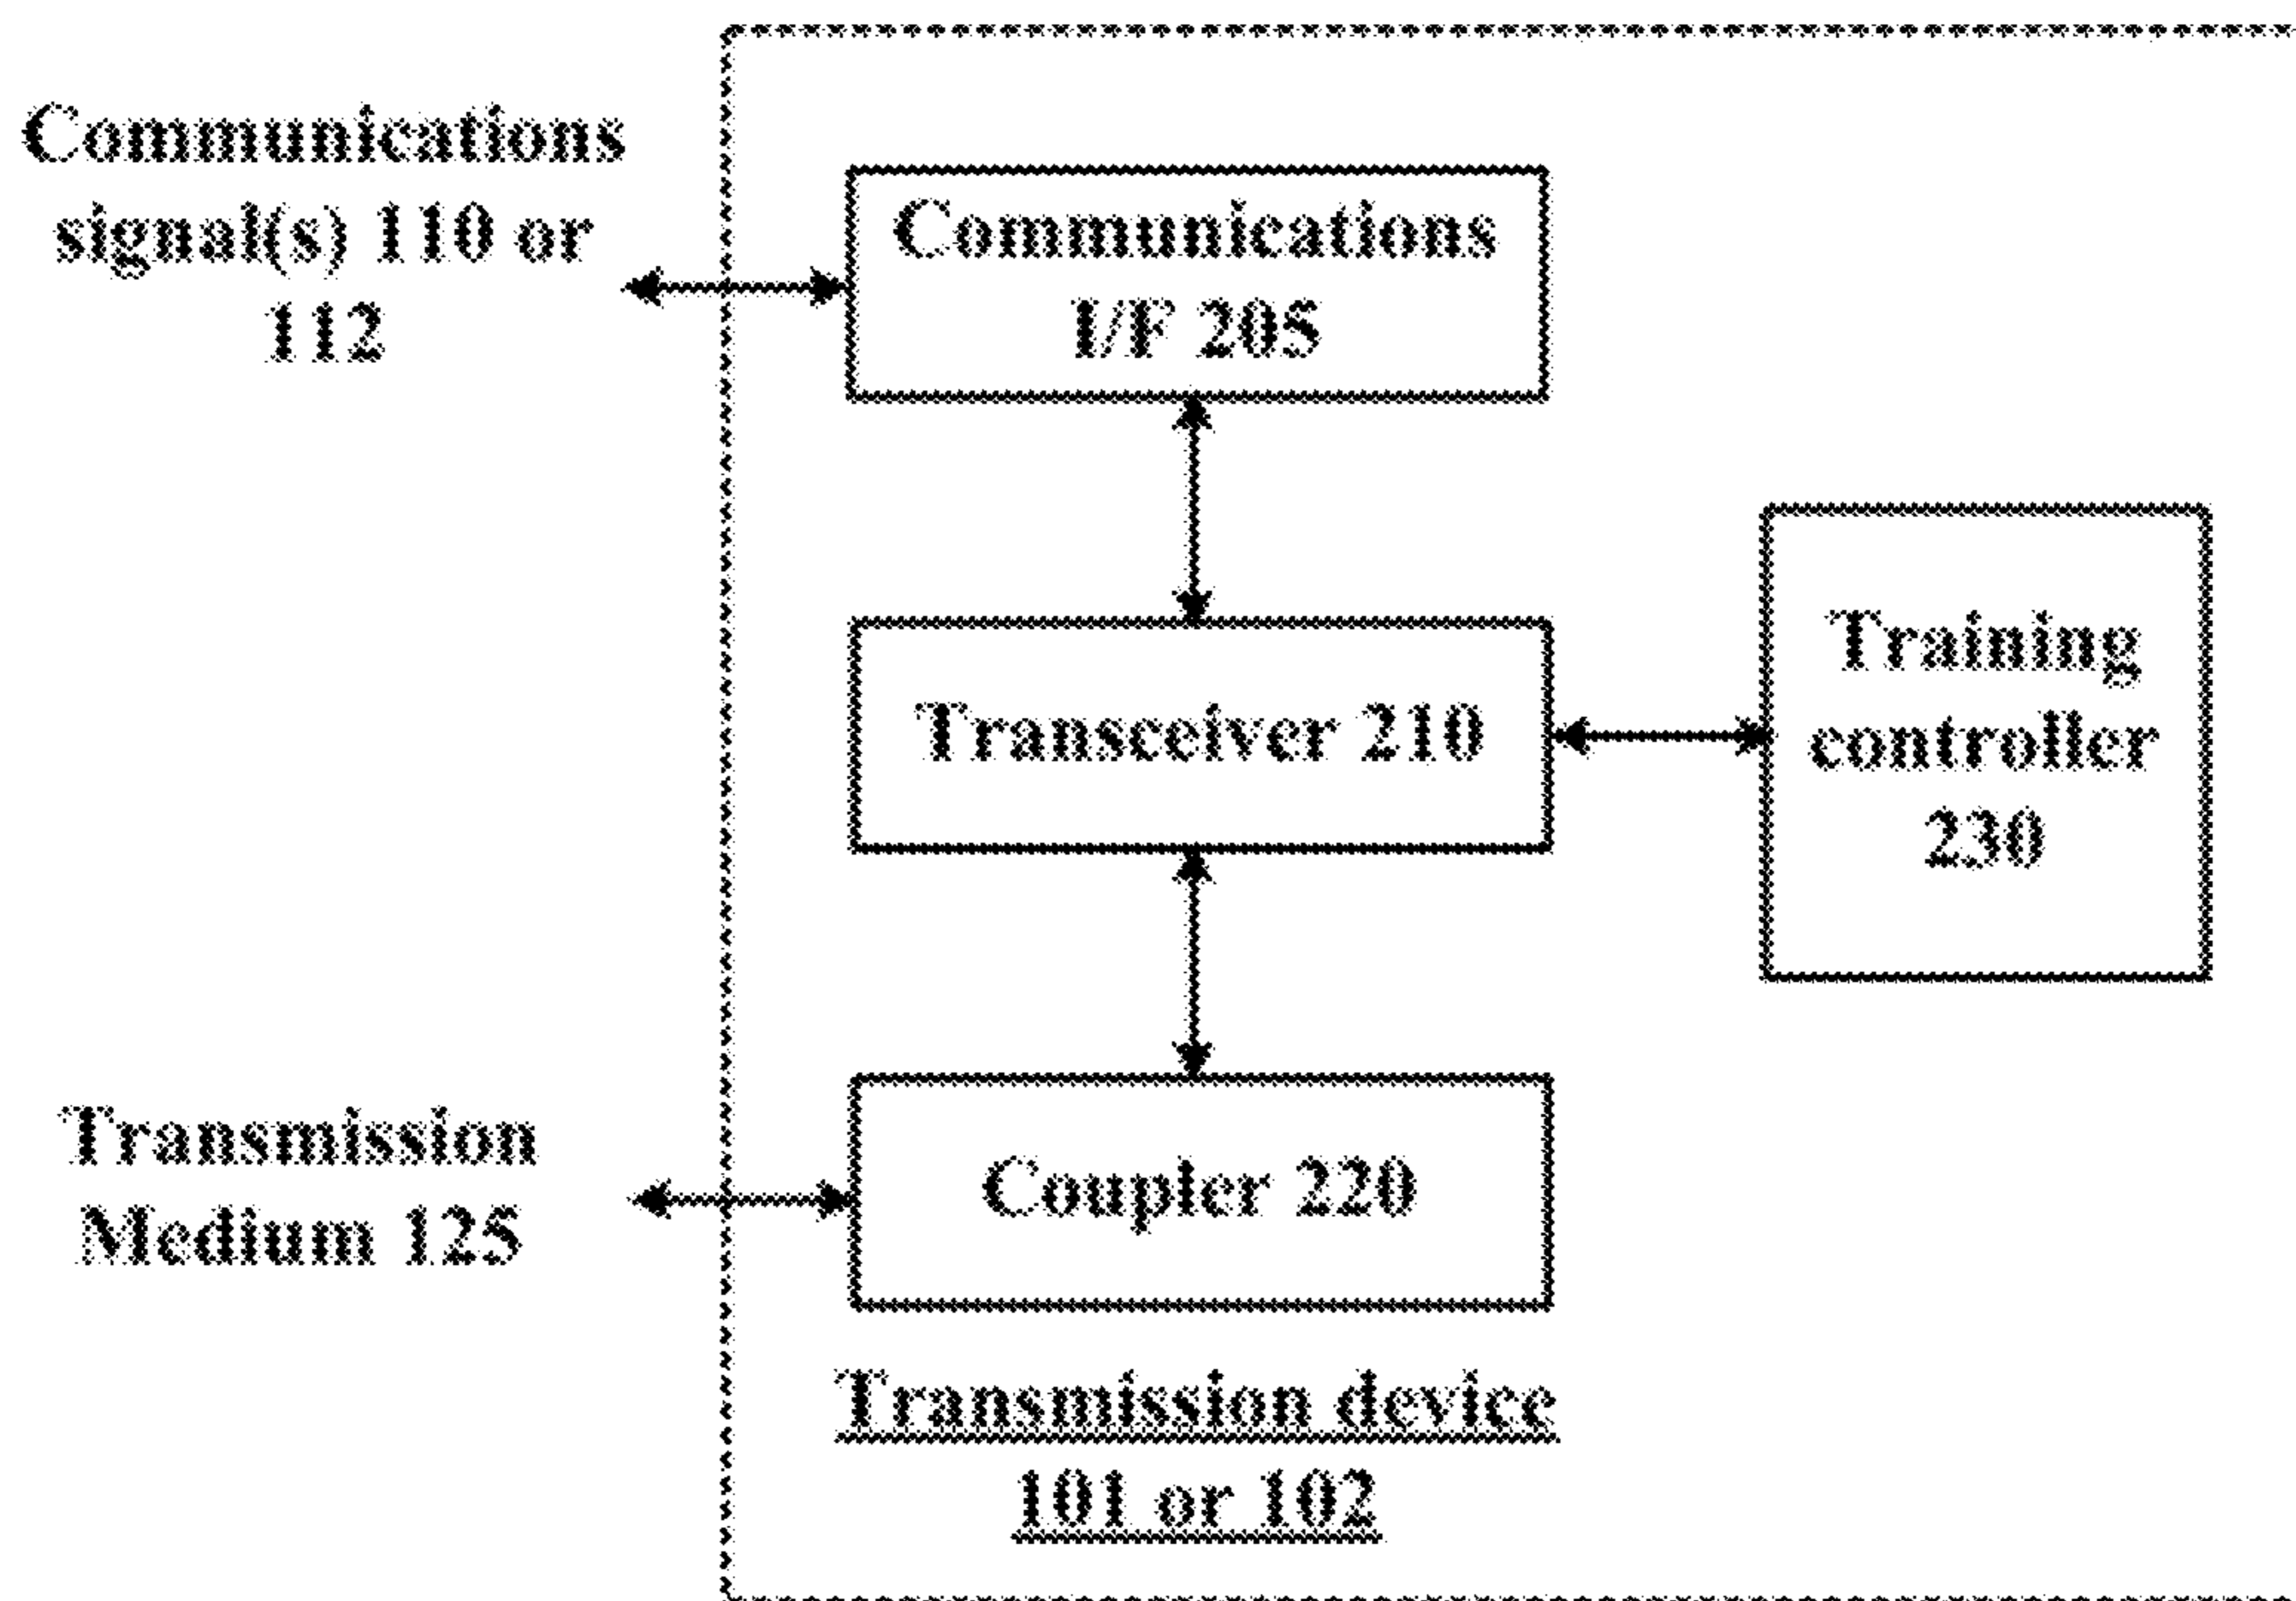 Communications
signal(s) 110 or
112
Communications
I/F 205
Transceiver 210
Training
controller
230
Transmission
Medium 125
Coupler 220
Transmission device
101 or 102